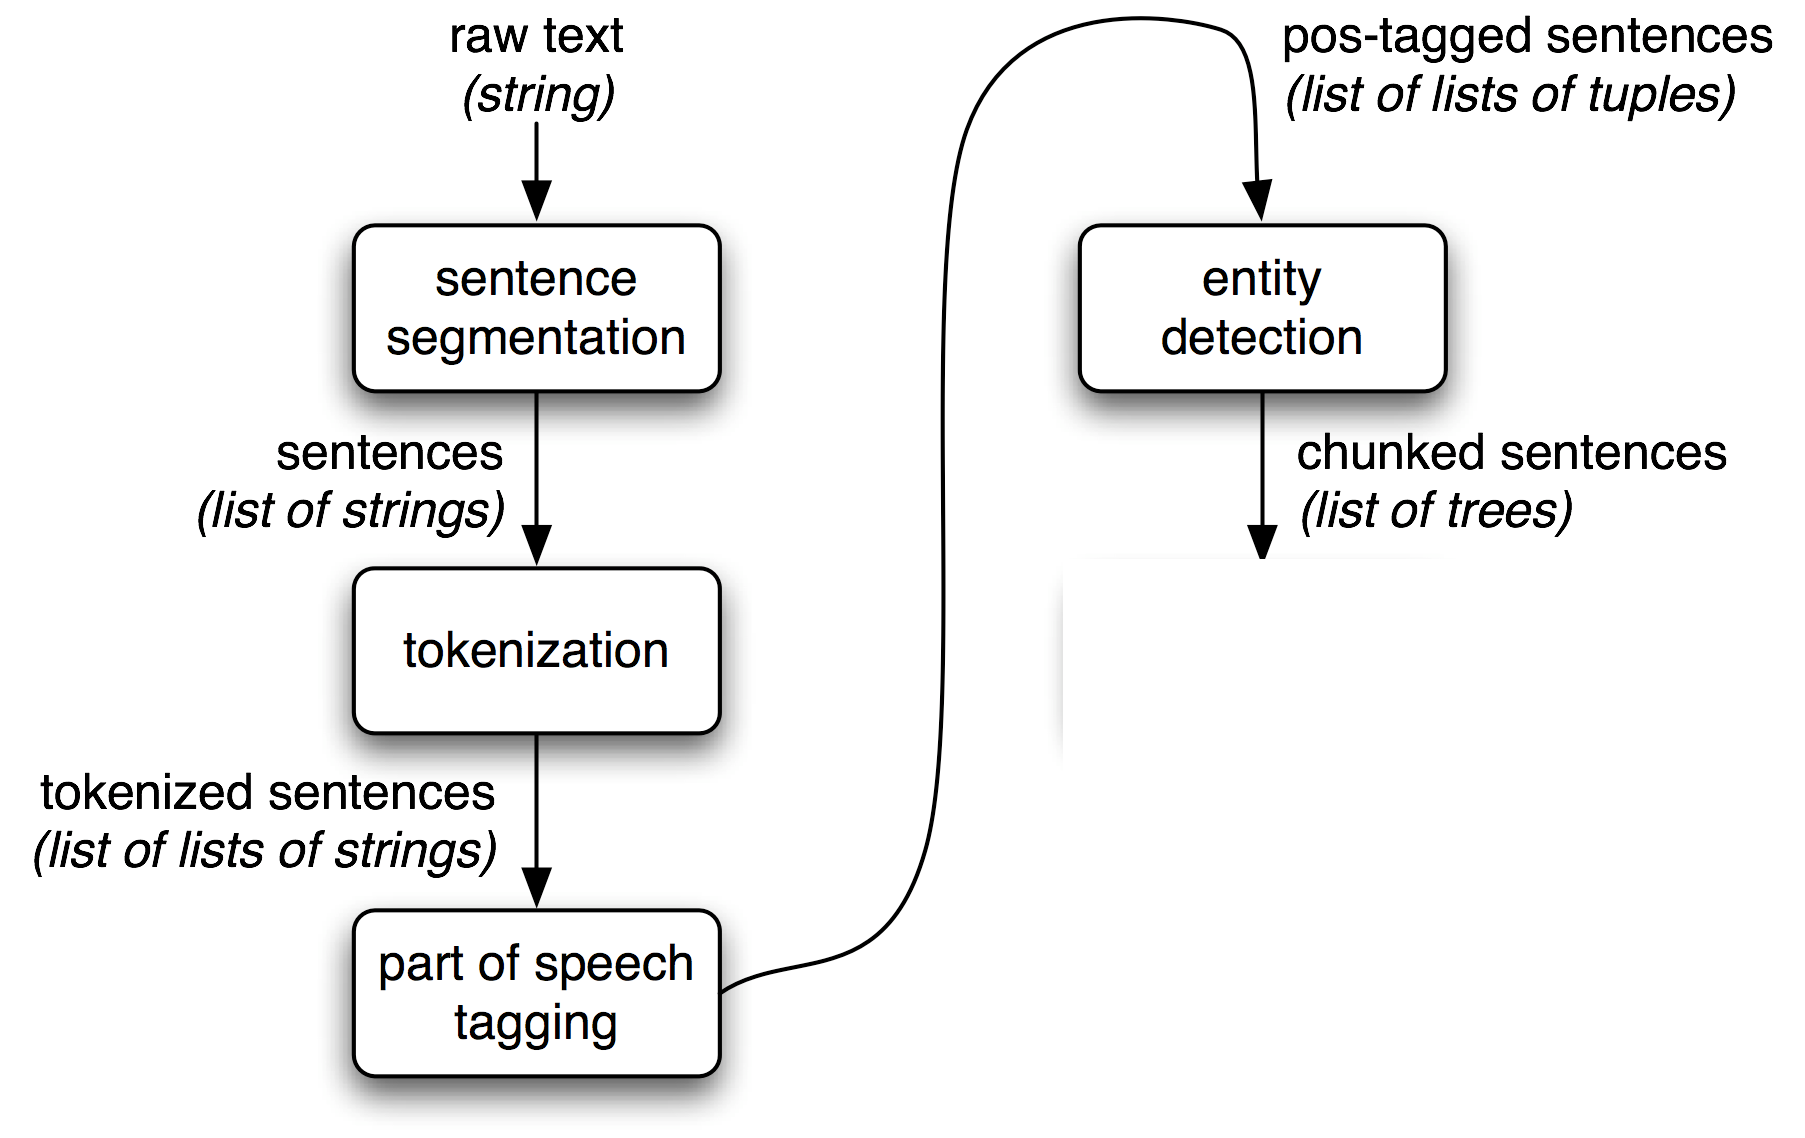 raw text
(string)
sentence
segmentation
sentences
(list of strings)
tokenization
tokenized sentences
(list of lists of strings)
part of speech
tagging
pos-tagged sentences
(list of lists of tuples)
entity
detection
chunked sentences
(list of trees)